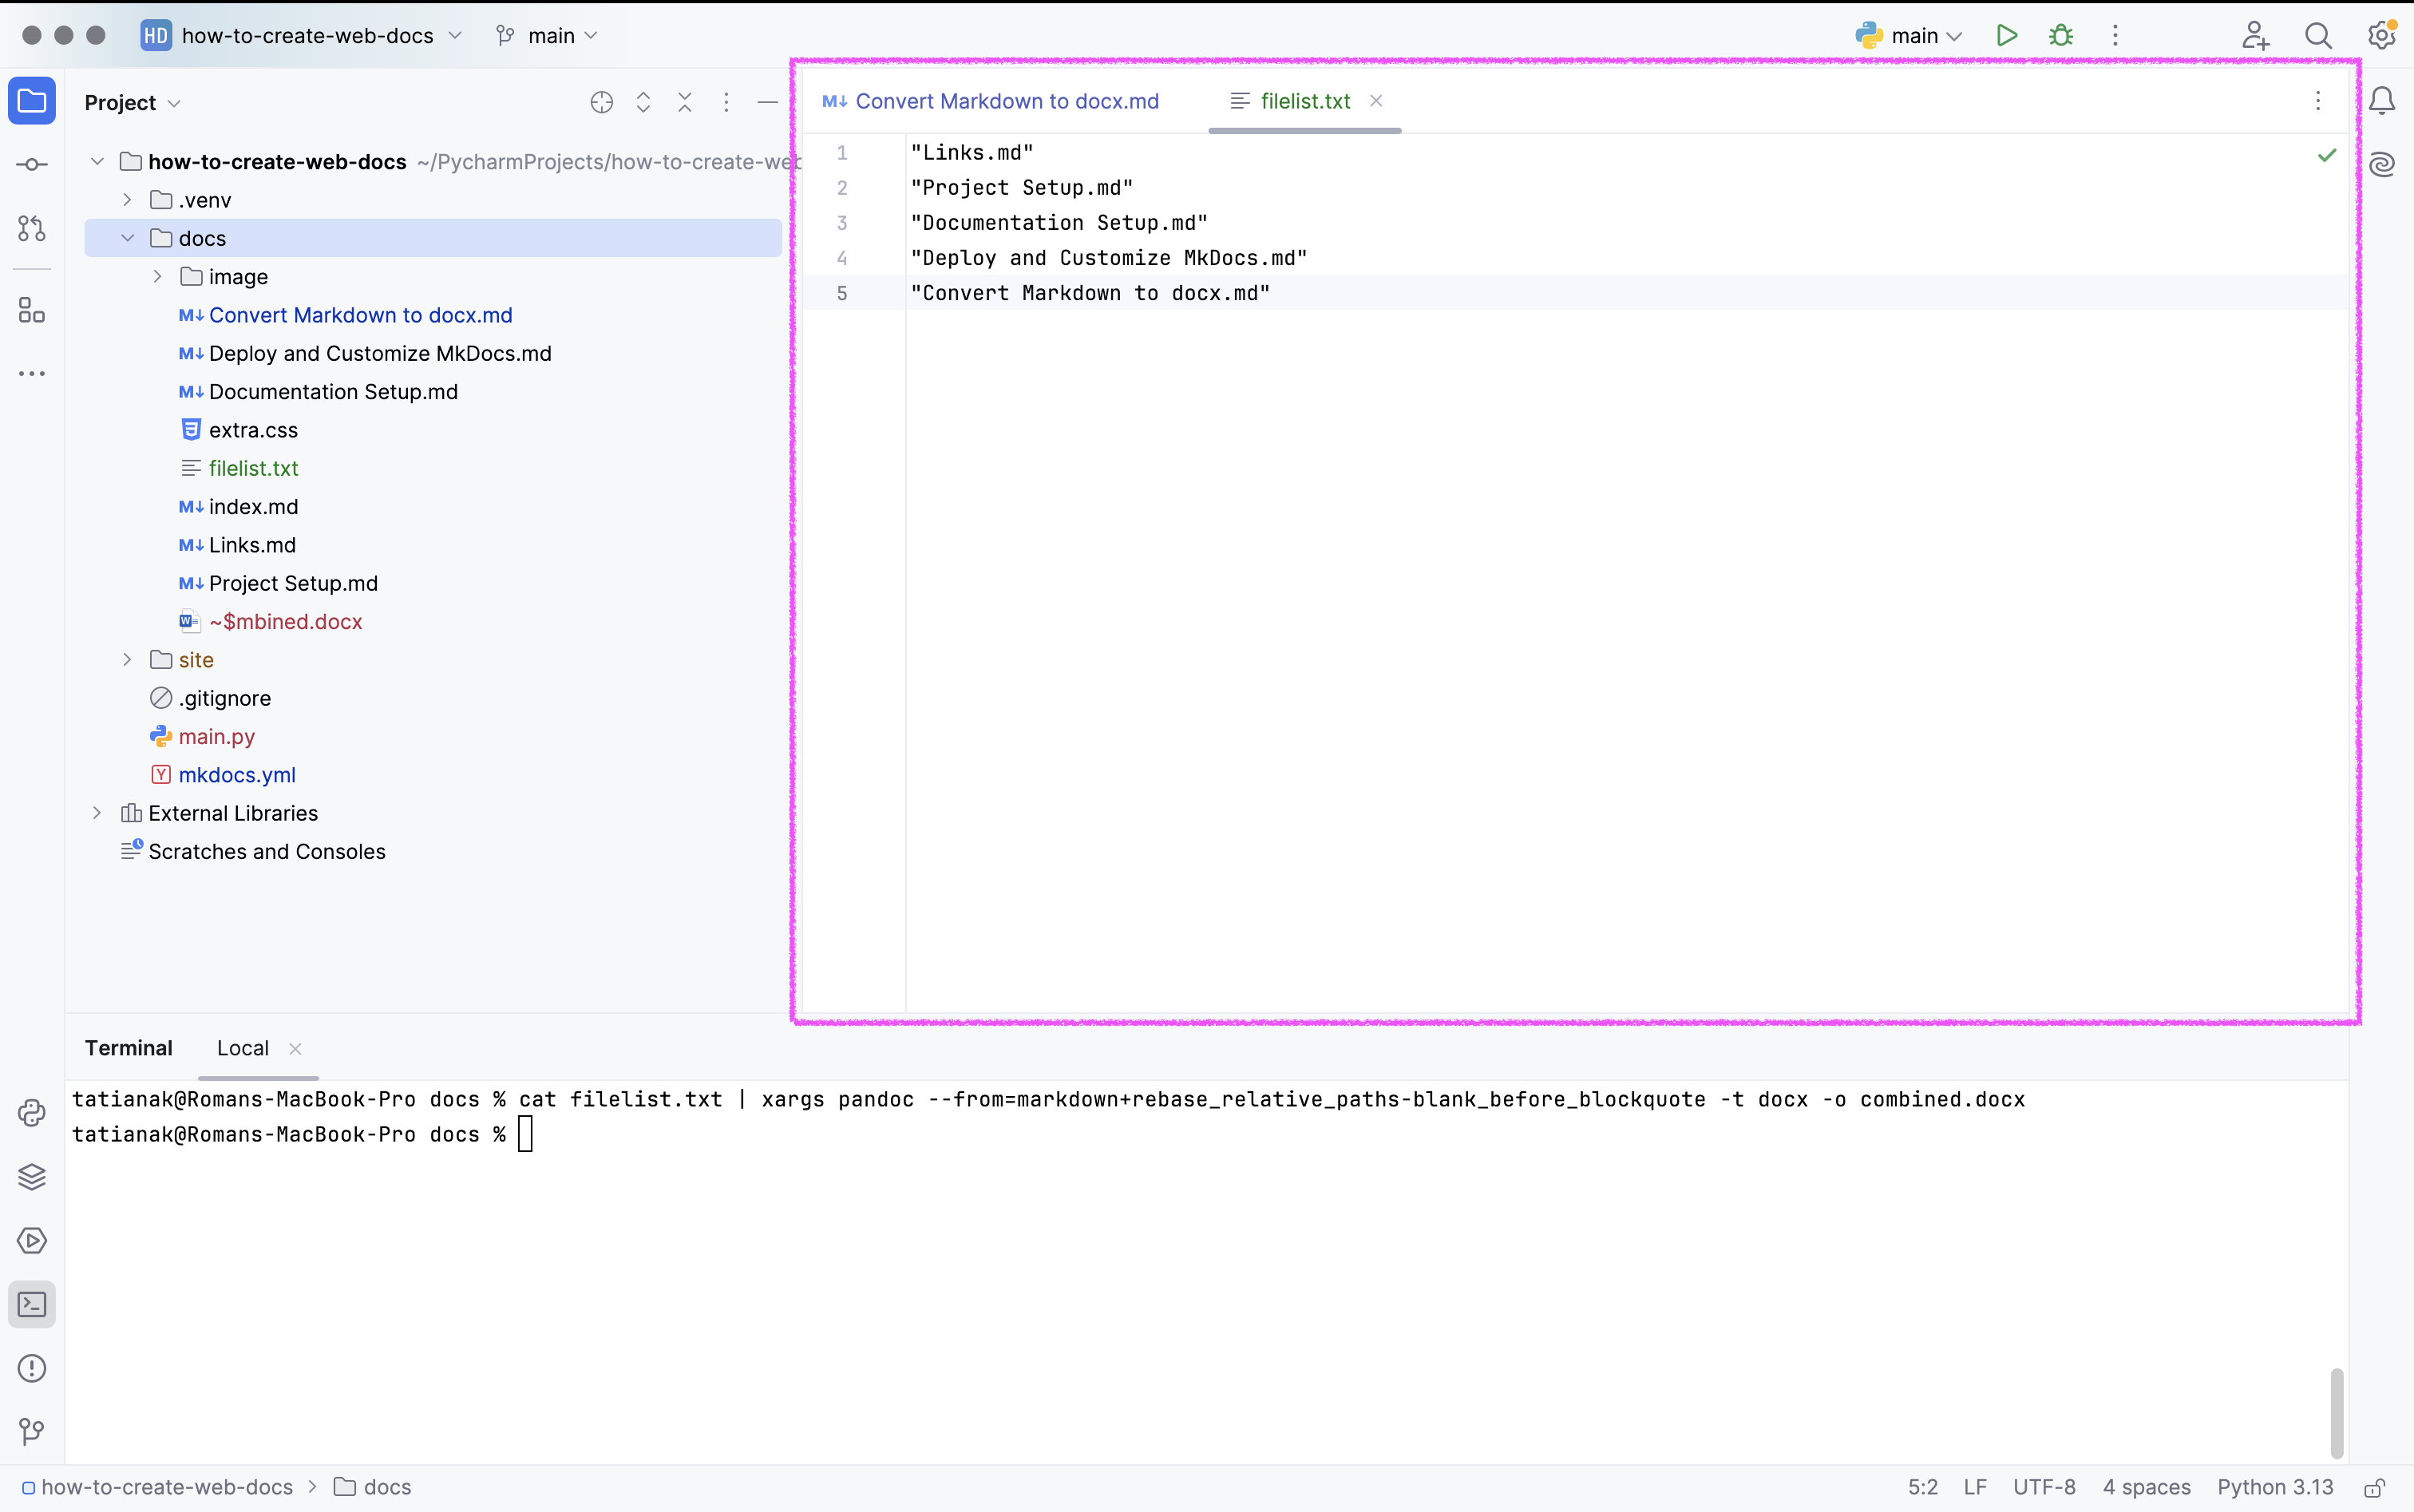 HD how-to-create-web-docs main
main
Project
how-to-create-web-docs ~/PycharmProjects/how-to-create-web
.venv
docs
image
M↓ Convert Markdown to docx.md
M↓ Deploy and Customize MkDocs.md
M↓ Documentation Setup.md
extra.css
filelist.txt
M↓ index.md
M↓ Links.md
M↓ Project Setup.md
~$mbined.docx
site
.gitignore
main.py
mkdocs.yml
External Libraries
Scratches and Consoles
M↓ Convert Markdown to docx.md filelist.txt
1 "Links.md"
2 "Project Setup.md"
3 "Documentation Setup.md"
4 "Deploy and Customize MkDocs.md"
5 "Convert Markdown to docx.md"
Terminal Local
tatianak@Romans-MacBook-Pro docs % cat filelist.txt | xargs pandoc --from=markdown+rebase_relative_paths-blank_before_blockquote -t docx -o combined.docx
tatianak@Romans-MacBook-Pro docs %
how-to-create-web-docs > docs
5:2 LF UTF-8 4 spaces Python 3.13